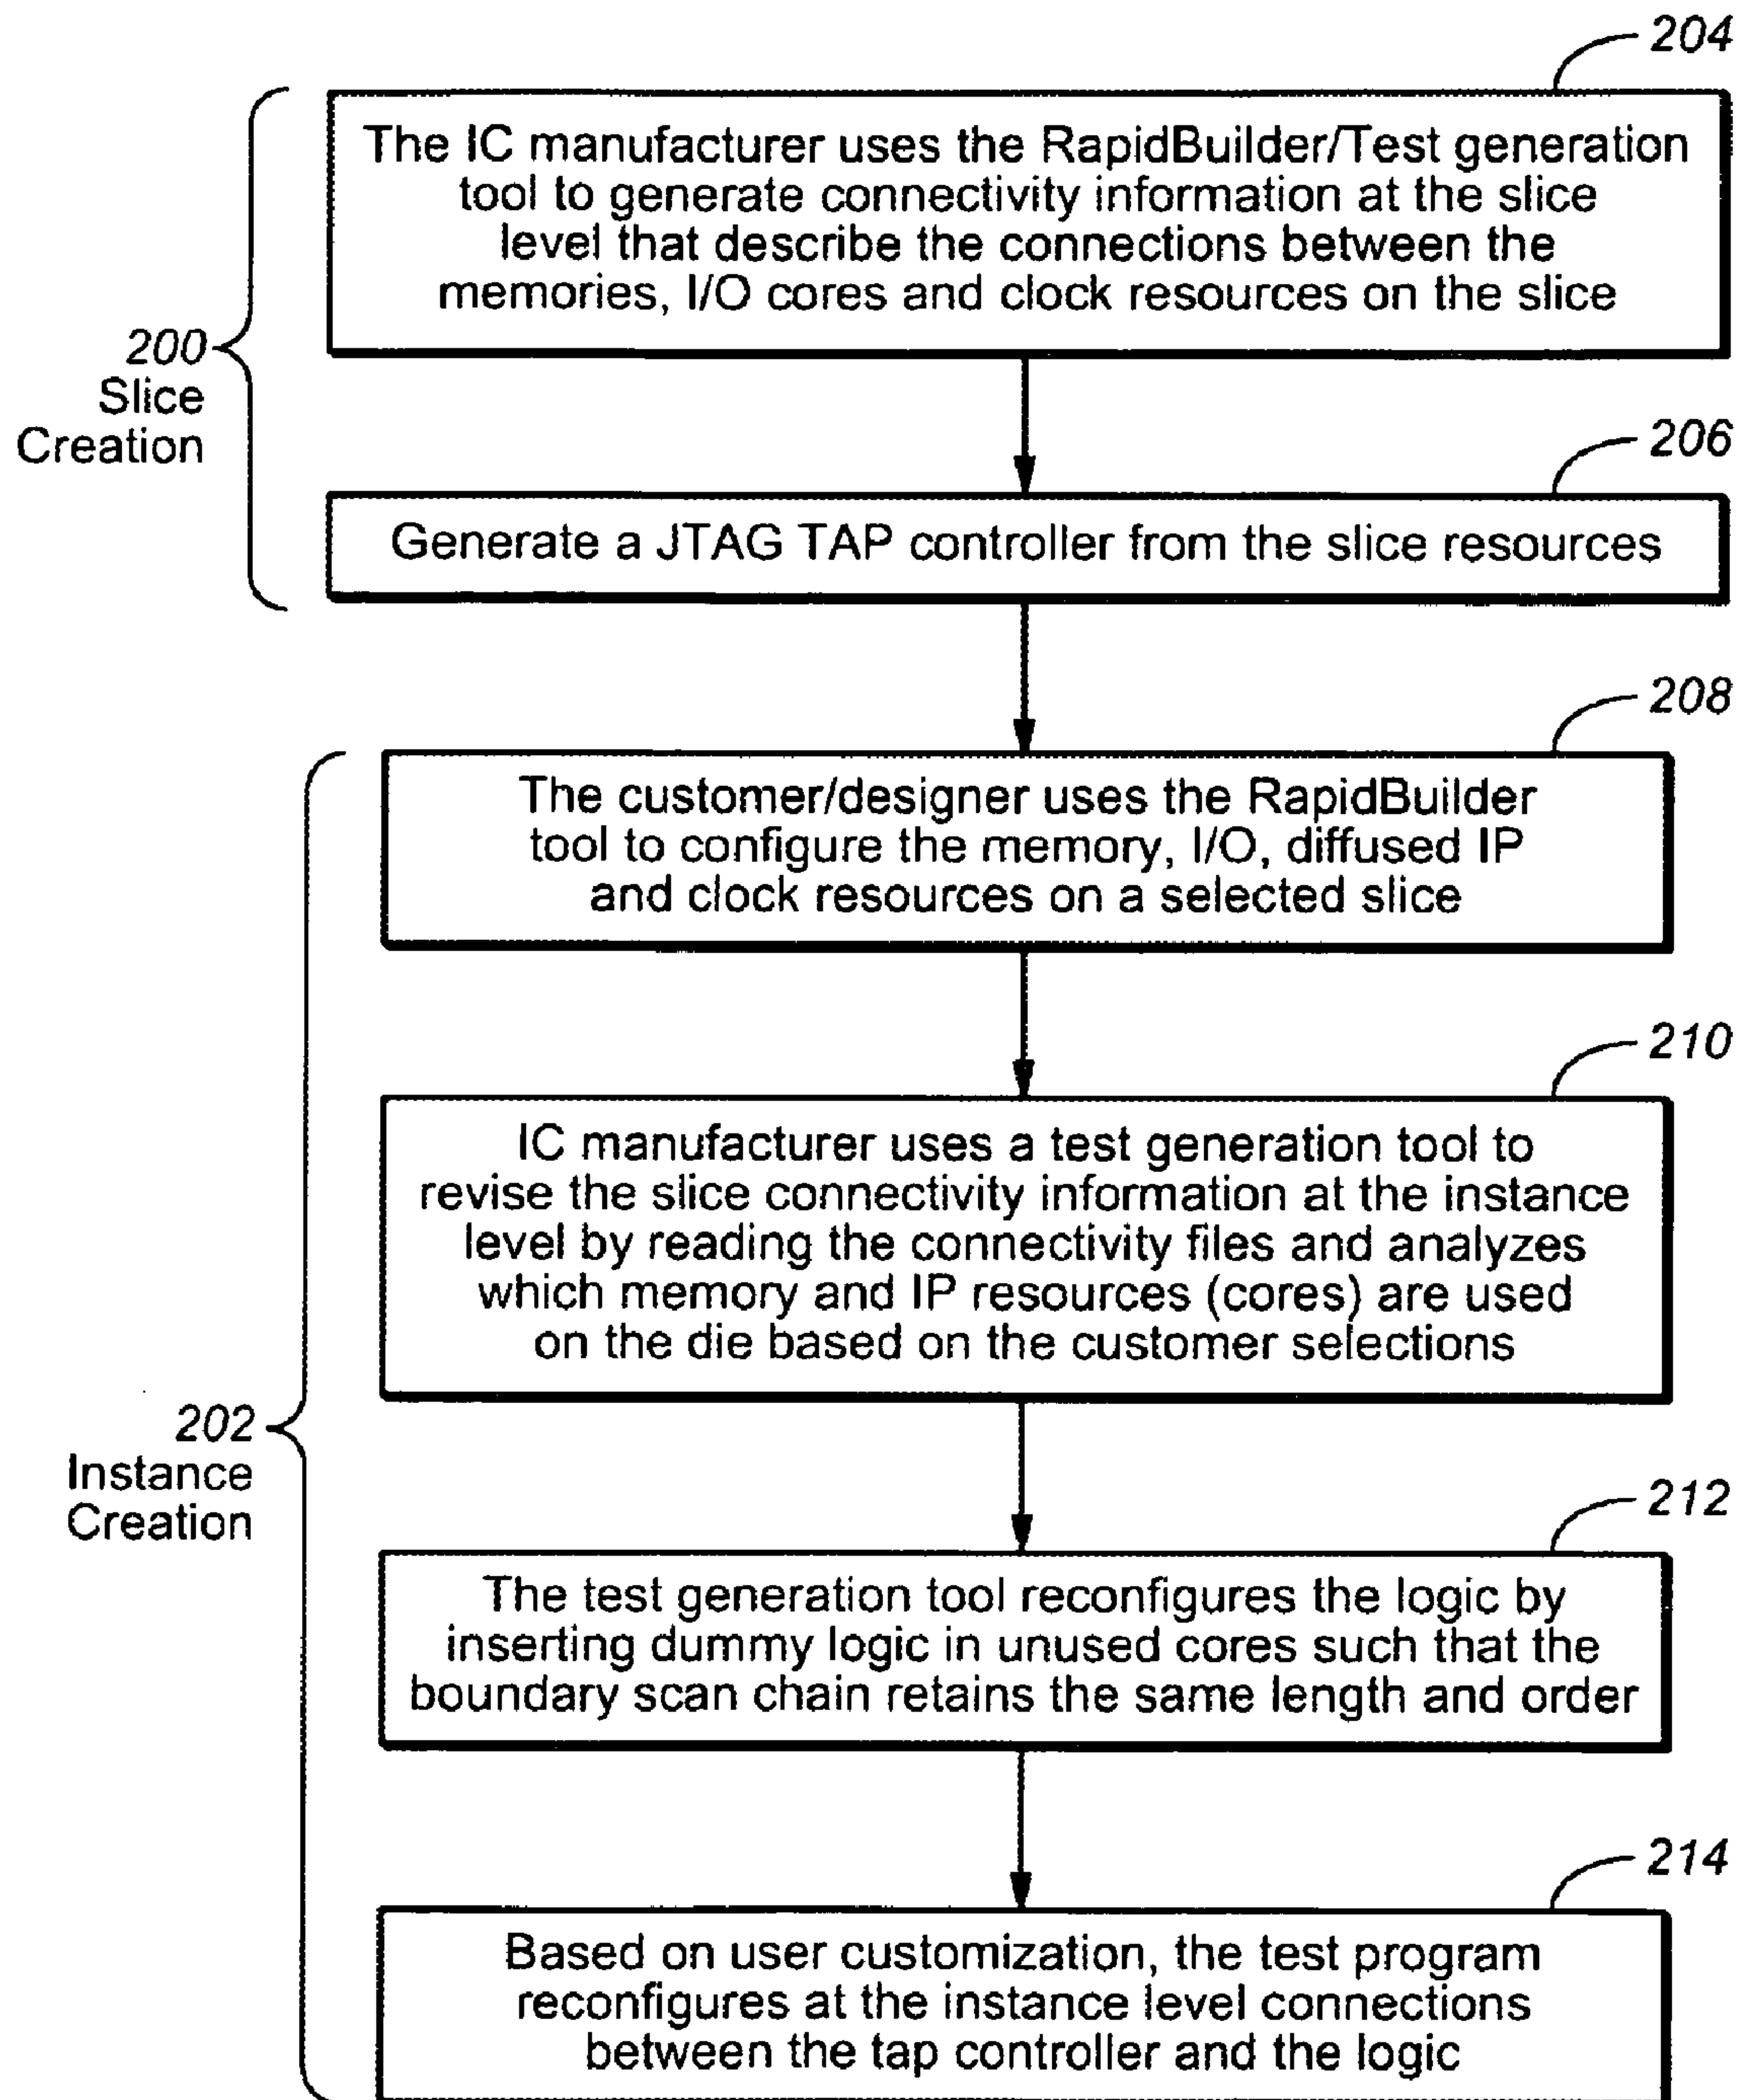 204
The IC manufacturer uses the RapidBuilder/Test generation
tool to generate connectivity information at the slice
level that describe the connections between the
memories, I/O cores and clock resources on the slice
200
Slice
Creation
206
Generate a JTAG TAP controller from the slice resources
208
The customer/designer uses the RapidBuilder
tool to configure the memory, I/O, diffused IP
and clock resources on a selected slice
210
IC manufacturer uses a test generation tool to
revise the slice connectivity information at the instance
level by reading the connectivity files and analyzes
which memory and IP resources (cores) are used
on the die based on the customer selections
202
Instance
Creation
212
The test generation tool reconfigures the logic by
inserting dummy logic in unused cores such that the
boundary scan chain retains the same length and order
214
Based on user customization, the test program
reconfigures at the instance level connections
between the tap controller and the logic